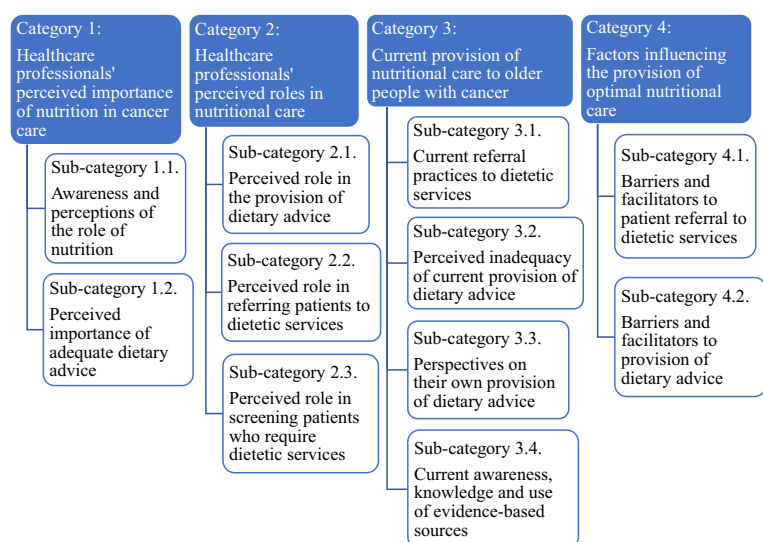 Category 1:
Healthcare
professionals'
perceived importance
of nutrition in cancer
care
Sub-category 1.1.
Awareness and
perceptions of
the role of
nutrition
Sub-category 1.2.
Perceived
importance of
adequate dietary
advice
Category 2:
Healthcare
professionals'
perceived roles in
nutritional care
Sub-category 2.1.
Perceived role in
the provision of
dietary advice
Sub-category 2.2.
Perceived role in
referring patients to
dietetic services
Sub-category 2.3.
Perceived role in
screening patients
who require
dietetic services
Category 3:
Current provision of
nutritional care to older
people with cancer
Sub-category 3.1.
Current referral
practices to dietetic
services
Sub-category 3.2.
Perceived inadequacy
of current provision of
dietary advice
Sub-category 3.3.
Perspectives on
their own provision
of dietary advice
Sub-category 3.4.
Current awareness,
knowledge and use
of evidence-based
sources
Category 4:
Factors influencing
the provision of
optimal nutritional
care
Sub-category 4.1.
Barriers and
facilitators to
patient referral to
dietetic services
Sub-category 4.2.
Barriers and
facilitators to
provision of
dietary advice